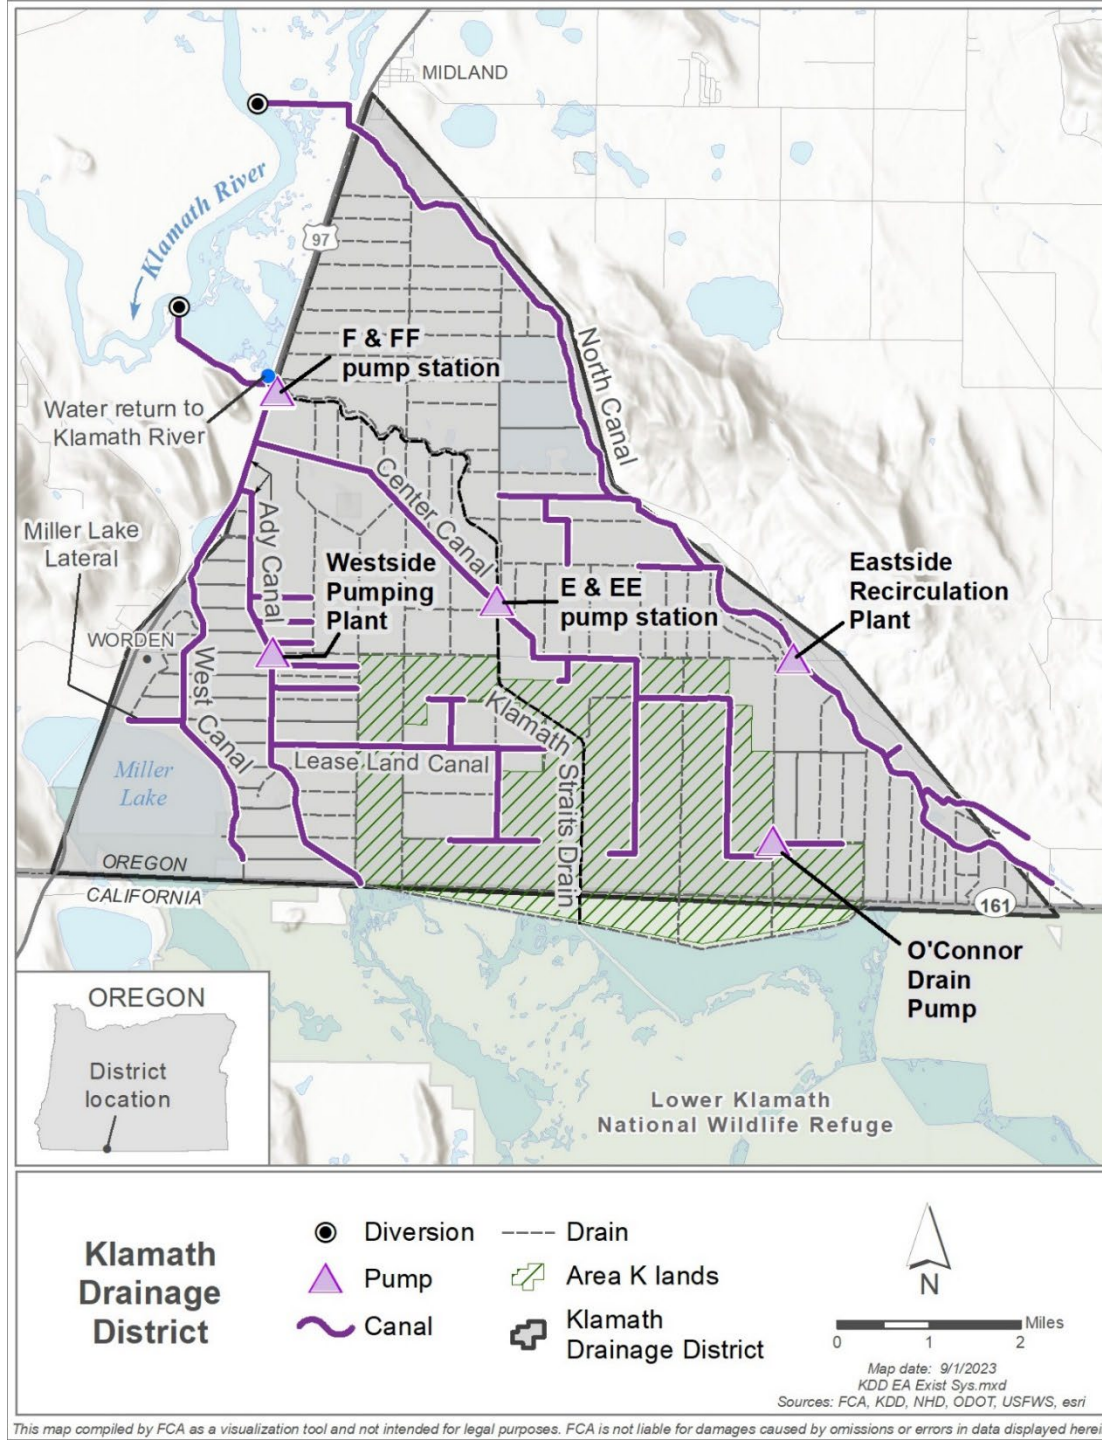 MIDLAND
Klamath River
97
F & FF
pump station
Water return to
Klamath River
North Canal
Center Canal
Ady Canal
Miller Lake
Lateral
Westside
Pumping
Plant
E & EE
pump station
Eastside
Recirculation
Plant
WORDEN
West Canal
Klamath Straits Drain
Lease Land Canal
Miller
Lake
OREGON
CALIFORNIA
161
O'Connor
Drain
Pump
OREGON
District
location
Lower Klamath
National Wildlife Refuge
Klamath
Drainage
District
Diversion
Pump
Canal
Drain
Area K lands
Klamath
Drainage District
N
Miles
0 1 2
Map date: 9/1/2023
KDD EA Exist Sys.mxd
Sources: FCA, KDD, NHD, ODOT, USFWS, esri
This map compiled by FCA as a visualization tool and not intended for legal purposes. FCA is not liable for damages caused by omissions or errors in data displayed herei